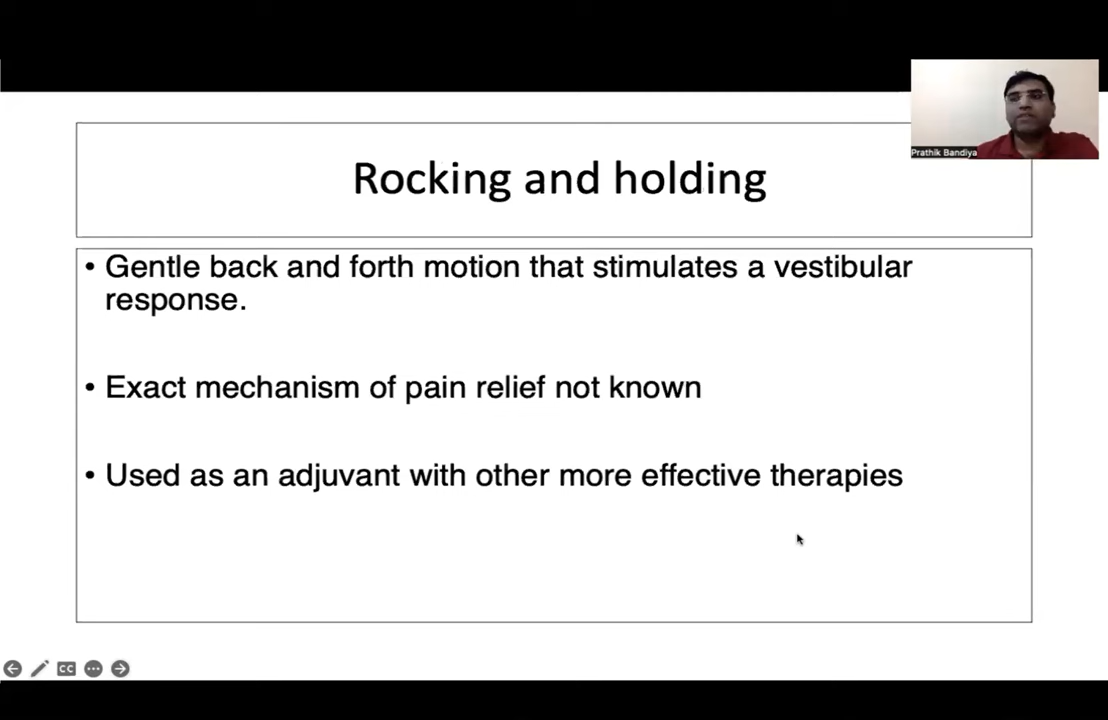 Prathik Bandiya
Rocking and holding
• Gentle back and forth motion that stimulates a vestibular
response.
• Exact mechanism of pain relief not known
• Used as an adjuvant with other more effective therapies
CC